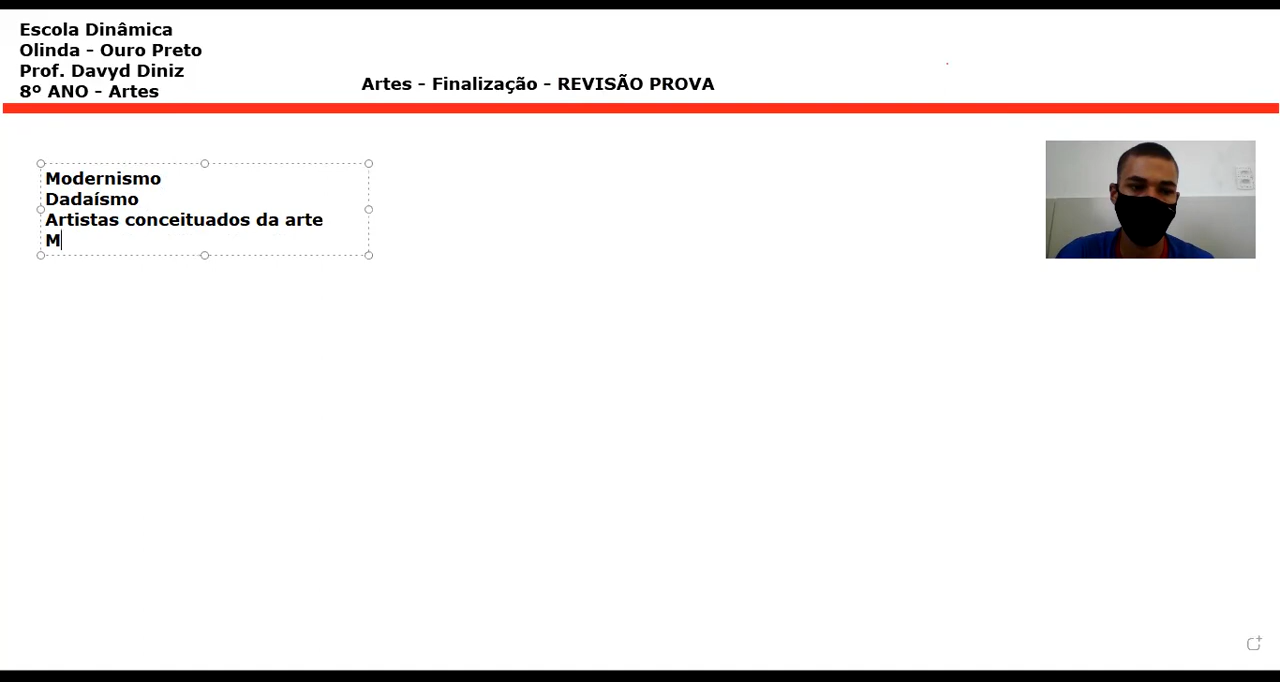 Escola Dinâmica
Olinda - Ouro Preto
Prof. Davyd Diniz
8º ANO - Artes
Artes - Finalização - REVISÃO PROVA
Modernismo
Dadaísmo
Artistas conceituados da arte
M